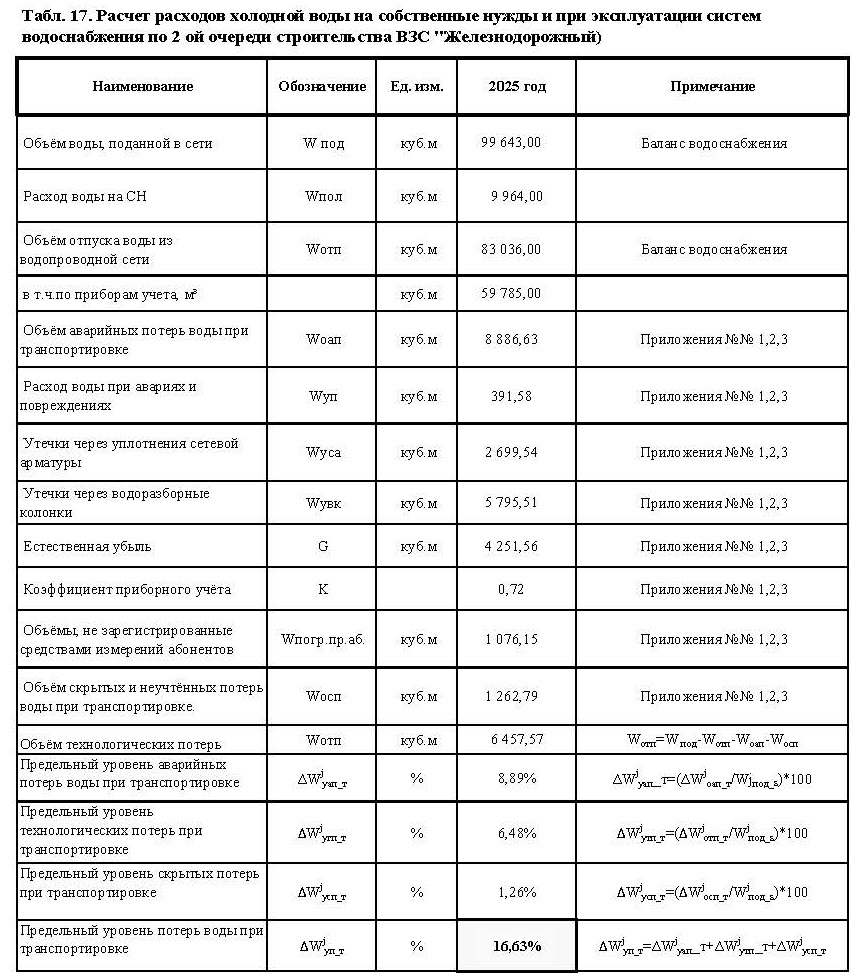 Табл. 17. Расчет расходов холодной воды на собственные нужды и при эксплуатации систем
водоснабжения по 2 ой очереди строительства ВЗС "Железнодорожный)
Наименование Обозначение Ед. изм. 2025 год Примечание
Объём воды, поданной в сети W под куб.м 99 643,00 Баланс водоснабжения
Расход воды на СН Wпол куб.м 9 964,00
Объём отпуска воды из
водопроводной сети Wотп куб.м 83 036,00 Баланс водоснабжения
в т.ч.по приборам учета, м³ куб.м 59 785,00
Объём аварийных потерь воды при
транспортировке Wоап куб.м 8 886,63 Приложения №№ 1,2,3
Расход воды при авариях и
повреждениях Wуп куб.м 391,58 Приложения №№ 1,2,3
Утечки через уплотнения сетевой
арматуры Wуса куб.м 2 699,54 Приложения №№ 1,2,3
Утечки через водоразборные
колонки Wувк куб.м 5 795,51 Приложения №№ 1,2,3
Естественная убыль G куб.м 4 251,56 Приложения №№ 1,2,3
Коэффициент приборного учёта К 0,72 Приложения №№ 1,2,3
Объёмы, не зарегистрированные
средствами измерений абонентов Wпогр.пр.аб. куб.м 1 076,15 Приложения №№ 1,2,3
Объём скрытых и неучтённых потерь
воды при транспортировке. Wосп куб.м 1 262,79 Приложения №№ 1,2,3
Объём технологических потерь Wотп куб.м 6 457,57 Wотп=Wпод-Wотп-Wоап-Wосп
Предельный уровень аварийных
потерь воды при транспортировке ΔWʲуап_т % 8,89% ΔWʲуап_т=(ΔWʲоап_т/Wjпод_s)*100
Предельный уровень
технологических потерь при
транспортировке ΔWʲутп_т % 6,48% ΔWʲутп_т=(ΔWʲотп_т/Wʲпод_s)*100
Предельный уровень скрытых потерь
при транспортировке ΔWʲусп_т % 1,26% ΔWʲусп_т=(ΔWʲосп_т/Wʲпод_s)*100
Предельный уровень потерь воды при
транспортировке ΔWʲуп_т % 16,63% ΔWʲуп_т=ΔWʲуап_т+ΔWʲутп_т+ΔWʲусп_т